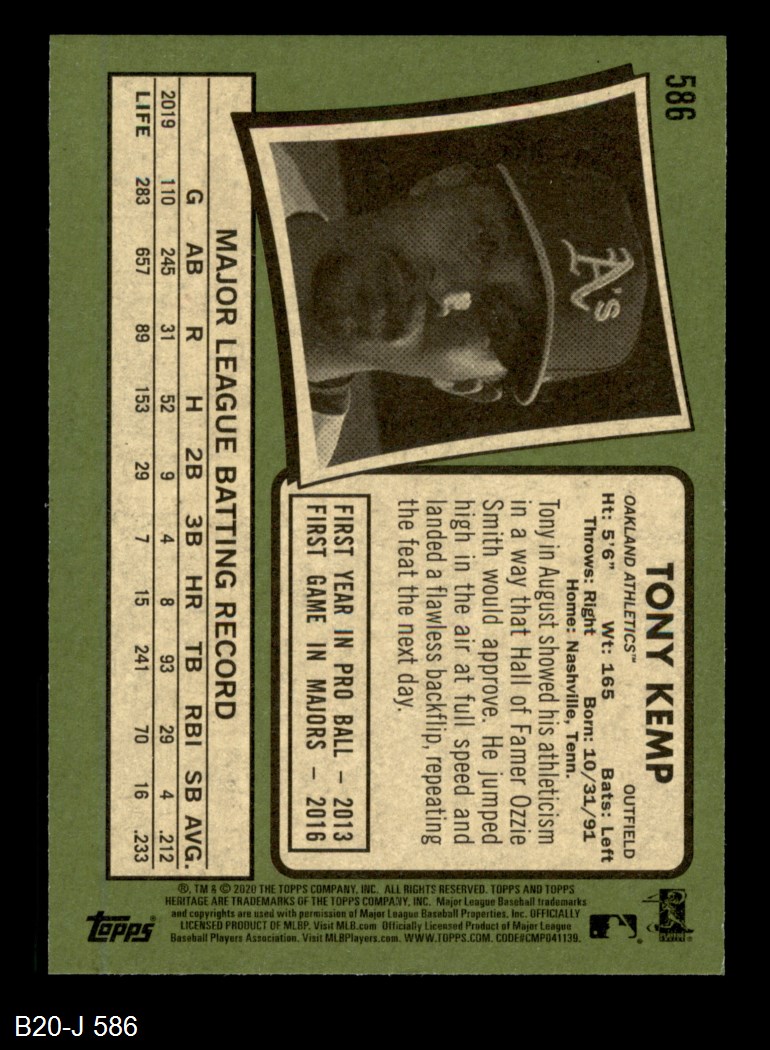 586
A's
TONY KEMP
OAKLAND ATHLETICS™ OUTFIELD
Ht: 5'6" Wt: 165 Bats: Left
Throws: Right Born: 10/31/91
Home: Nashville, Tenn.
Tony in August showed his athleticism
in a way that Hall of Famer Ozzie
Smith would approve. He jumped
high in the air at full speed and
landed a flawless backflip, repeating
the feat the next day.
FIRST YEAR IN PRO BALL – 2013
FIRST GAME IN MAJORS – 2016
MAJOR LEAGUE BATTING RECORD
G AB R H 2B 3B HR TB RBI SB AVG.
2019 110 245 31 52 9 4 8 93 29 4 .212
LIFE 283 657 89 153 29 7 15 241 70 16 .233
®, TM & © 2020 THE TOPPS COMPANY, INC. ALL RIGHTS RESERVED. TOPPS AND TOPPS
HERITAGE ARE TRADEMARKS OF THE TOPPS COMPANY, INC. Major League Baseball trademarks
and copyrights are used with permission of Major League Baseball Properties, Inc. OFFICIALLY
LICENSED PRODUCT OF MLBP. Visit MLB.com Officially Licensed Product of Major League
Baseball Players Association. Visit MLBPlayers.com. WWW.TOPPS.COM. CODE#CMP041139.
TOPPS®
B20-J 586